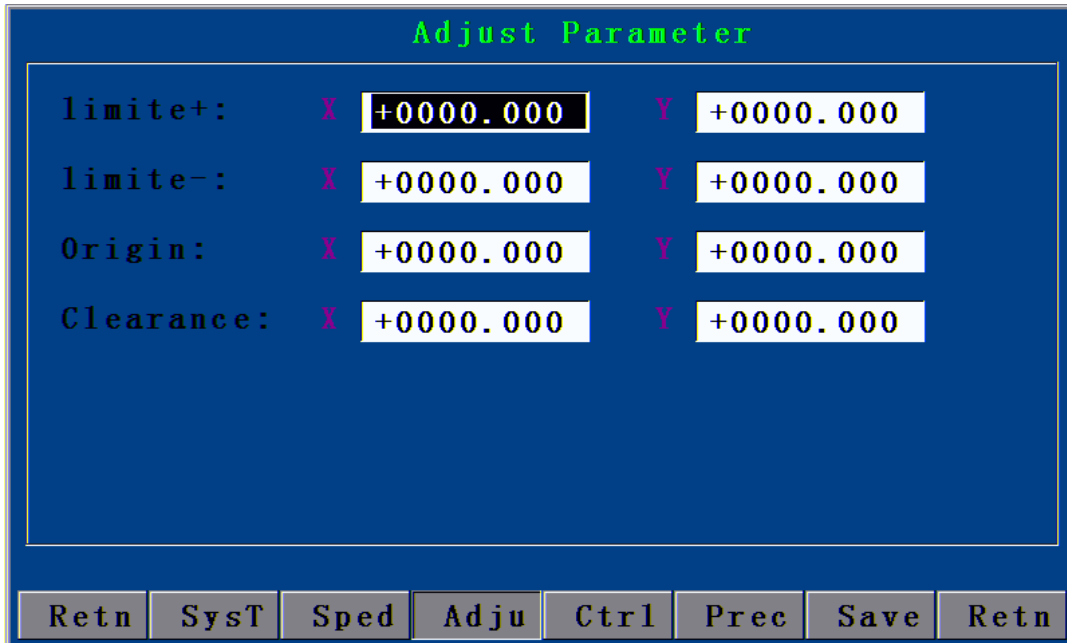 Adjust Parameter
limite+: X +0000.000 Y +0000.000
limite-: X +0000.000 Y +0000.000
Origin: X +0000.000 Y +0000.000
Clearance: X +0000.000 Y +0000.000
Retn SysT Sped Adju Ctrl Prec Save Retn